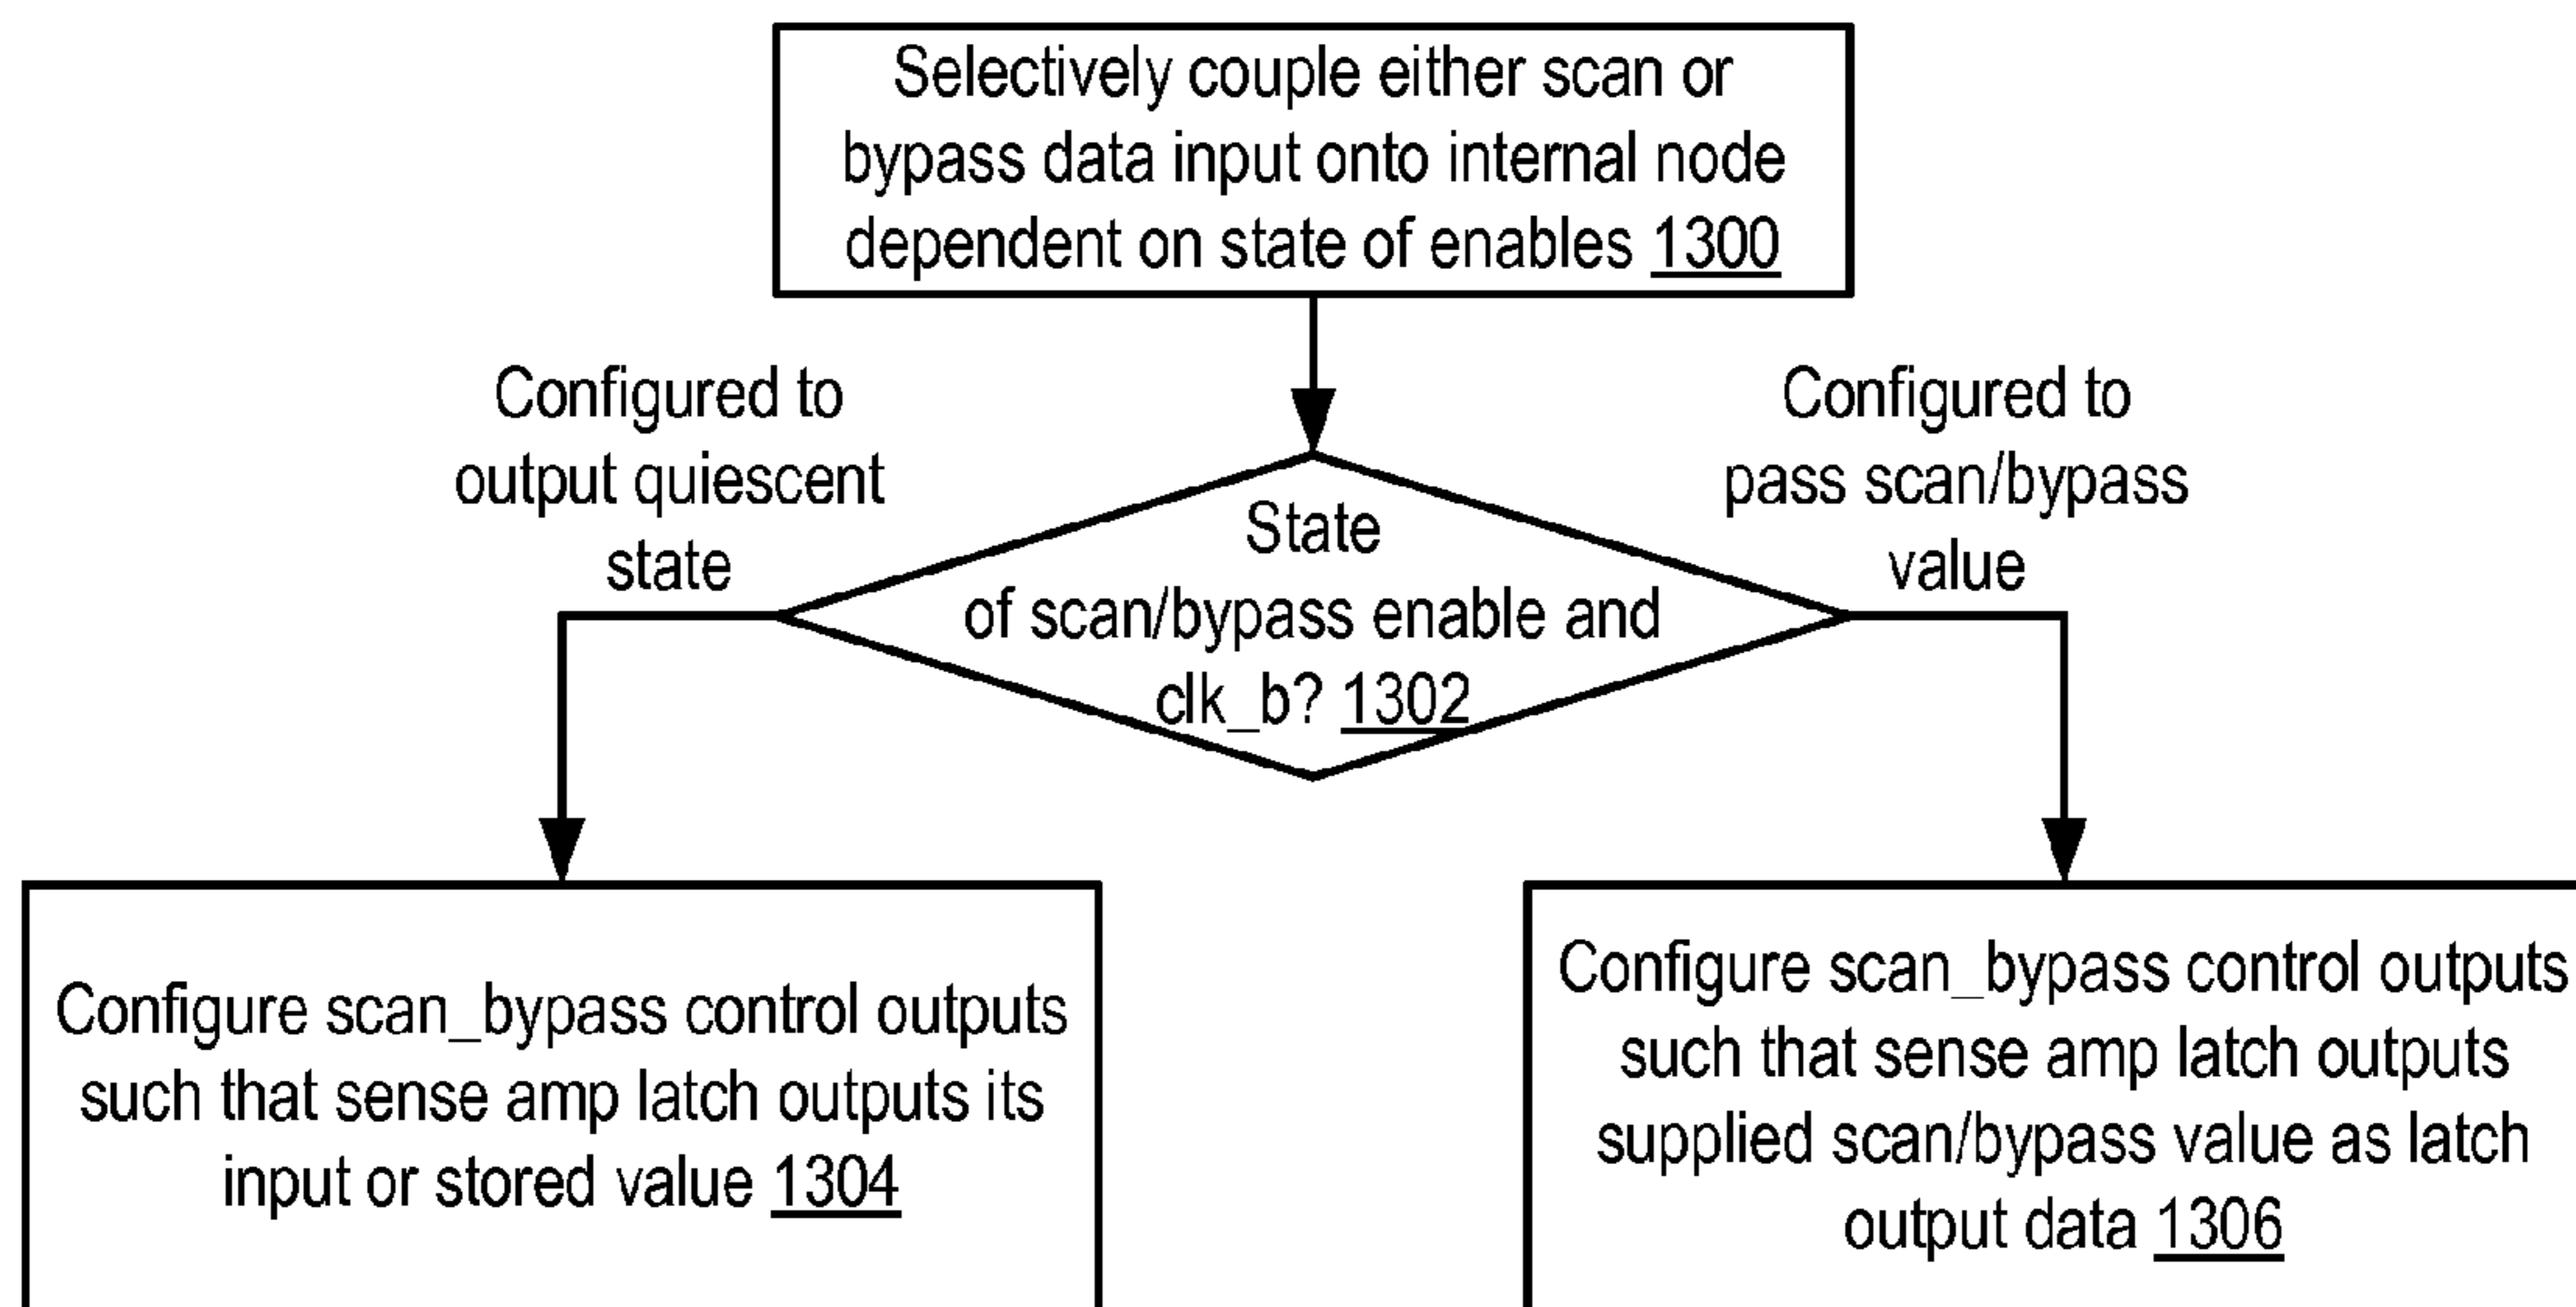 Selectively couple either scan or
bypass data input onto internal node
dependent on state of enables 1300
Configured to
output quiescent
state
Configured to
pass scan/bypass
value
State
of scan/bypass enable and
clk_b? 1302
Configure scan_bypass control outputs
such that sense amp latch outputs its
input or stored value 1304
Configure scan_bypass control outputs
such that sense amp latch outputs
supplied scan/bypass value as latch
output data 1306